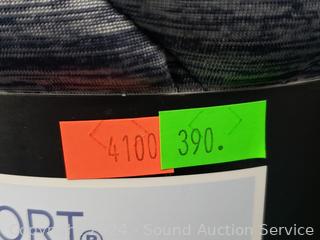 4100 390.
ORT®
Copyright 2024 - Sound Auction Service